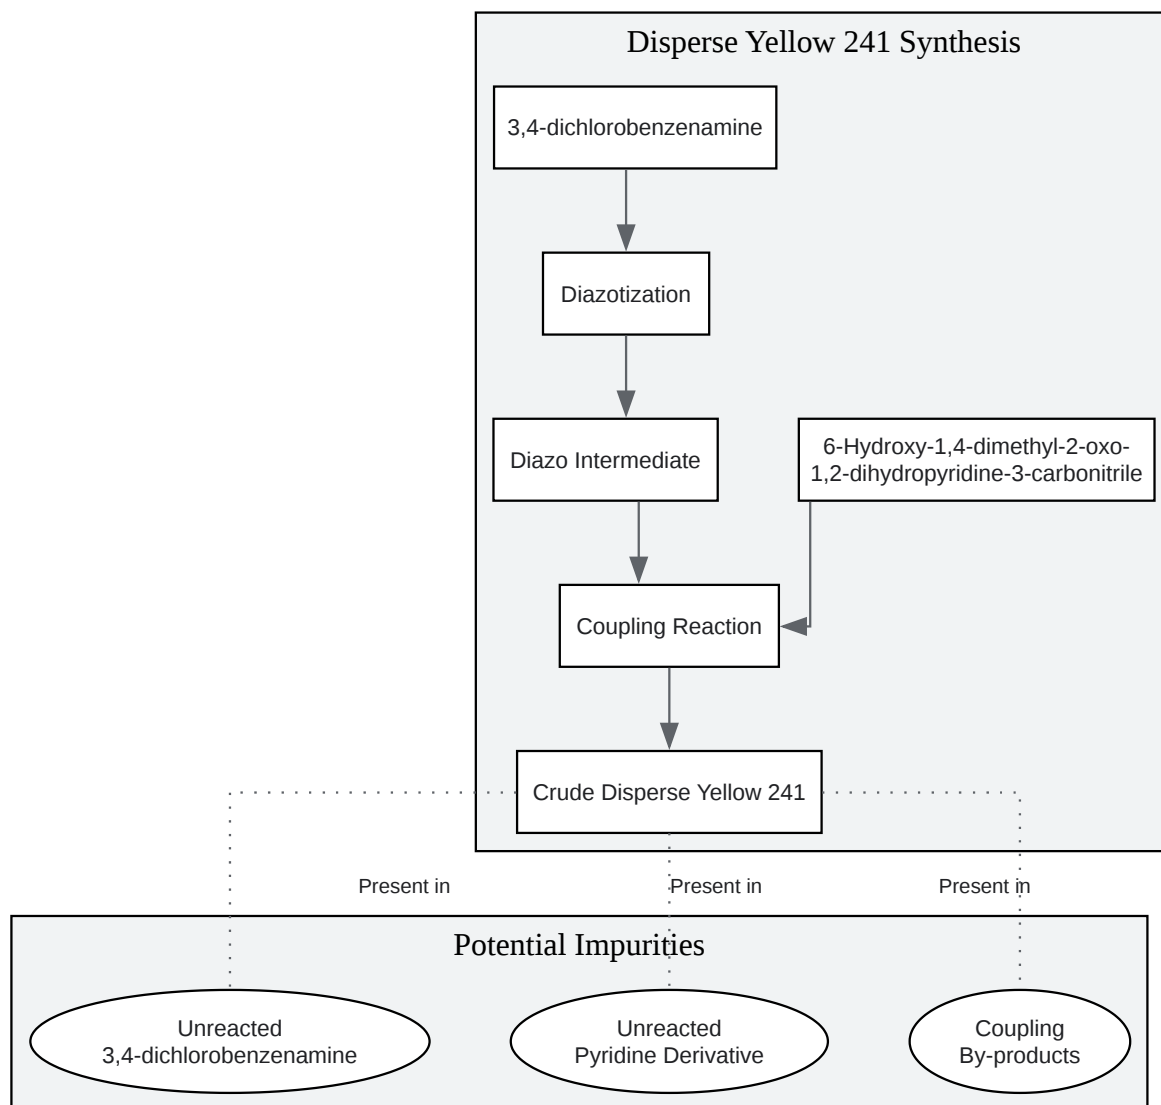 Disperse Yellow 241 Synthesis
3,4-dichlorobenzenamine
Diazotization
Diazo Intermediate
6-Hydroxy-1,4-dimethyl-2-oxo-
1,2-dihydropyridine-3-carbonitrile
Coupling Reaction
Crude Disperse Yellow 241
Present in
Present in
Present in
Potential Impurities
Unreacted
3,4-dichlorobenzenamine
Unreacted
Pyridine Derivative
Coupling
By-products